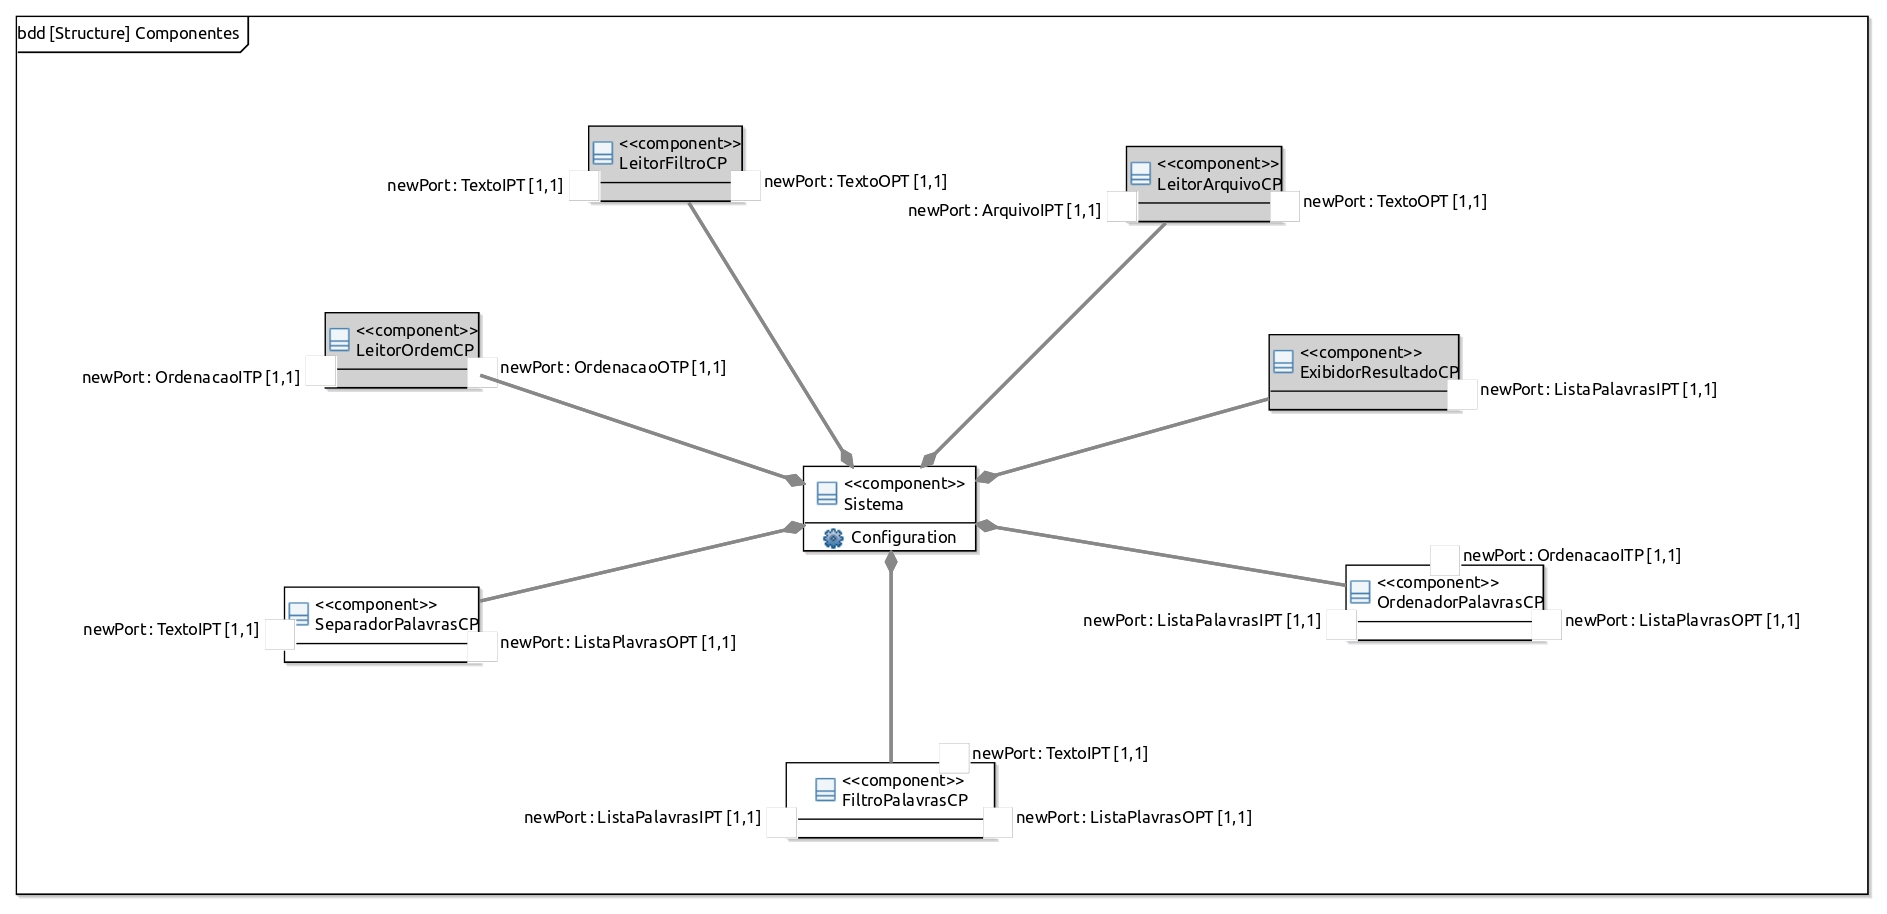 bdd [Structure] Componentes
<<component>>
LeitorFiltroCP
newPort : TextoIPT [1,1]
newPort : TextoOPT [1,1]
<<component>>
LeitorArquivoCP
newPort : ArquivoIPT [1,1]
newPort : TextoOPT [1,1]
<<component>>
LeitorOrdemCP
newPort : OrdenacaoITP [1,1]
newPort : OrdenacaoOTP [1,1]
<<component>>
ExibidorResultadoCP
newPort : ListaPalavrasIPT [1,1]
<<component>>
Sistema
Configuration
<<component>>
SeparadorPalavrasCP
newPort : TextoIPT [1,1]
newPort : ListaPlavrasOPT [1,1]
newPort : OrdenacaoITP [1,1]
<<component>>
OrdenadorPalavrasCP
newPort : ListaPalavrasIPT [1,1]
newPort : ListaPlavrasOPT [1,1]
newPort : TextoIPT [1,1]
<<component>>
FiltroPalavrasCP
newPort : ListaPalavrasIPT [1,1]
newPort : ListaPlavrasOPT [1,1]